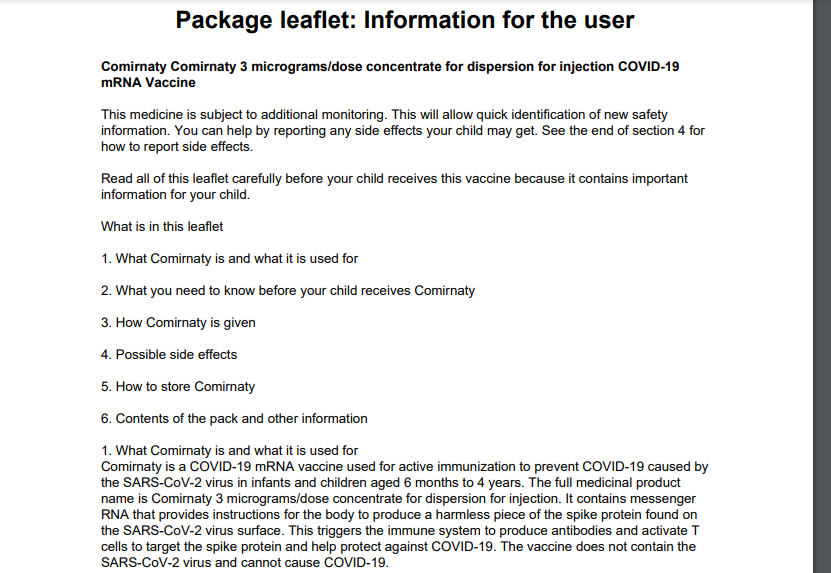 Package leaflet: Information for the user
Comirnaty Comirnaty 3 micrograms/dose concentrate for dispersion for injection COVID-19
mRNA Vaccine
This medicine is subject to additional monitoring. This will allow quick identification of new safety
information. You can help by reporting any side effects your child may get. See the end of section 4 for
how to report side effects.
Read all of this leaflet carefully before your child receives this vaccine because it contains important
information for your child.
What is in this leaflet
1. What Comirnaty is and what it is used for
2. What you need to know before your child receives Comirnaty
3. How Comirnaty is given
4. Possible side effects
5. How to store Comirnaty
6. Contents of the pack and other information
1. What Comirnaty is and what it is used for
Comirnaty is a COVID-19 mRNA vaccine used for active immunization to prevent COVID-19 caused by
the SARS-CoV-2 virus in infants and children aged 6 months to 4 years. The full medicinal product
name is Comirnaty 3 micrograms/dose concentrate for dispersion for injection. It contains messenger
RNA that provides instructions for the body to produce a harmless piece of the spike protein found on
the SARS-CoV-2 virus surface. This triggers the immune system to produce antibodies and activate T
cells to target the spike protein and help protect against COVID-19. The vaccine does not contain the
SARS-CoV-2 virus and cannot cause COVID-19.